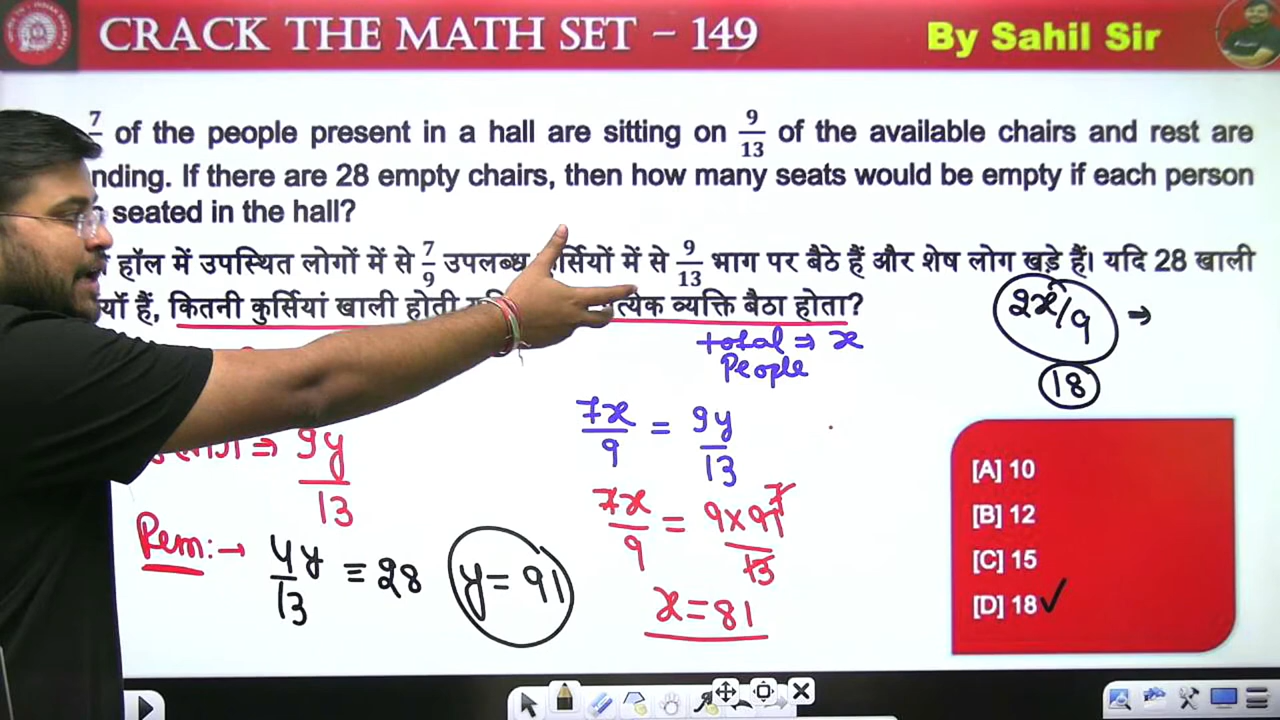 CRACK THE MATH SET – 149
By Sahil Sir
7/ of the people present in a hall are sitting on 9/13 of the available chairs and rest are
nding. If there are 28 empty chairs, then how many seats would be empty if each person
seated in the hall?
हॉल में उपस्थित लोगों में से 7/9 उपलब्ध कुर्सियों में से 9/13 भाग पर बैठे हैं और शेष लोग खड़े हैं। यदि 28 खाली
हैं, कितनी कुर्सियां खाली होती त्येक व्यक्ति बैठा होता?
total ⇒ x
People
2x/9 →
18
7x/9 = 9y/13
⇒ 9y/13
7x/9 = 9×91/13 7
x = 81
Rem:→ 4y/13 = 28
y = 91
[A] 10
[B] 12
[C] 15
[D] 18 ✓